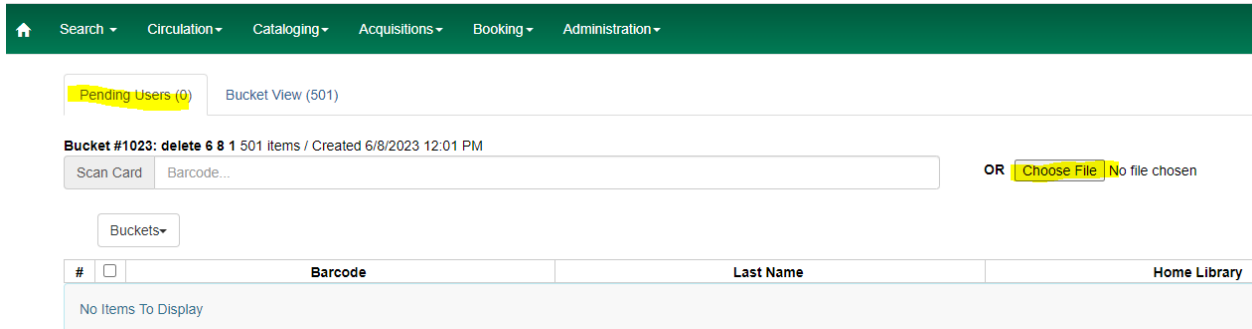 Search Circulation Cataloging Acquisitions Booking Administration
Pending Users (0) Bucket View (501)
Bucket #1023: delete 6 8 1 501 items / Created 6/8/2023 12:01 PM
Scan Card Barcode... OR Choose File No file chosen
Buckets
# Barcode Last Name Home Library
No Items To Display